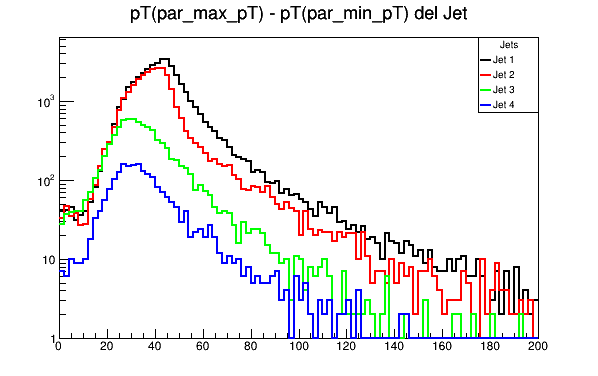 pT(par_max_pT) - pT(par_min_pT) del Jet
Jets
Jet 1
Jet 2
Jet 3
Jet 4
10³
10²
10
1
0 20 40 60 80 100 120 140 160 180 200